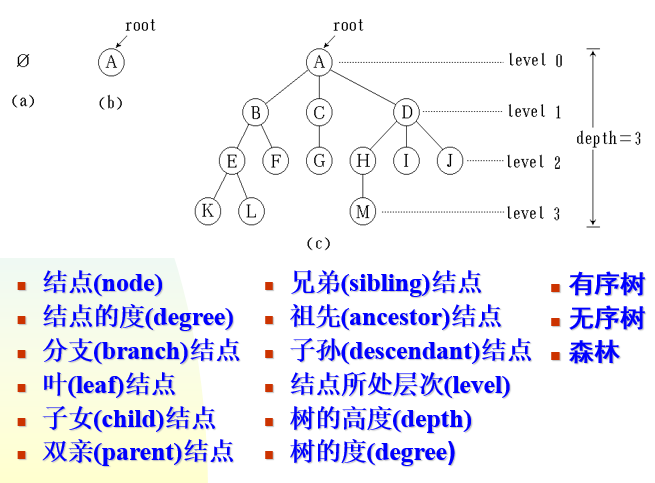 root
root
∅
A
A
level 0
(a)
(b)
B
C
D
level 1
depth=3
E
F
G
H
I
J
level 2
K
L
M
level 3
(c)
结点(node)
结点的度(degree)
分支(branch)结点
叶(leaf)结点
子女(child)结点
双亲(parent)结点
兄弟(sibling)结点
祖先(ancestor)结点
子孙(descendant)结点
结点所处层次(level)
树的高度(depth)
树的度(degree)
有序树
无序树
森林